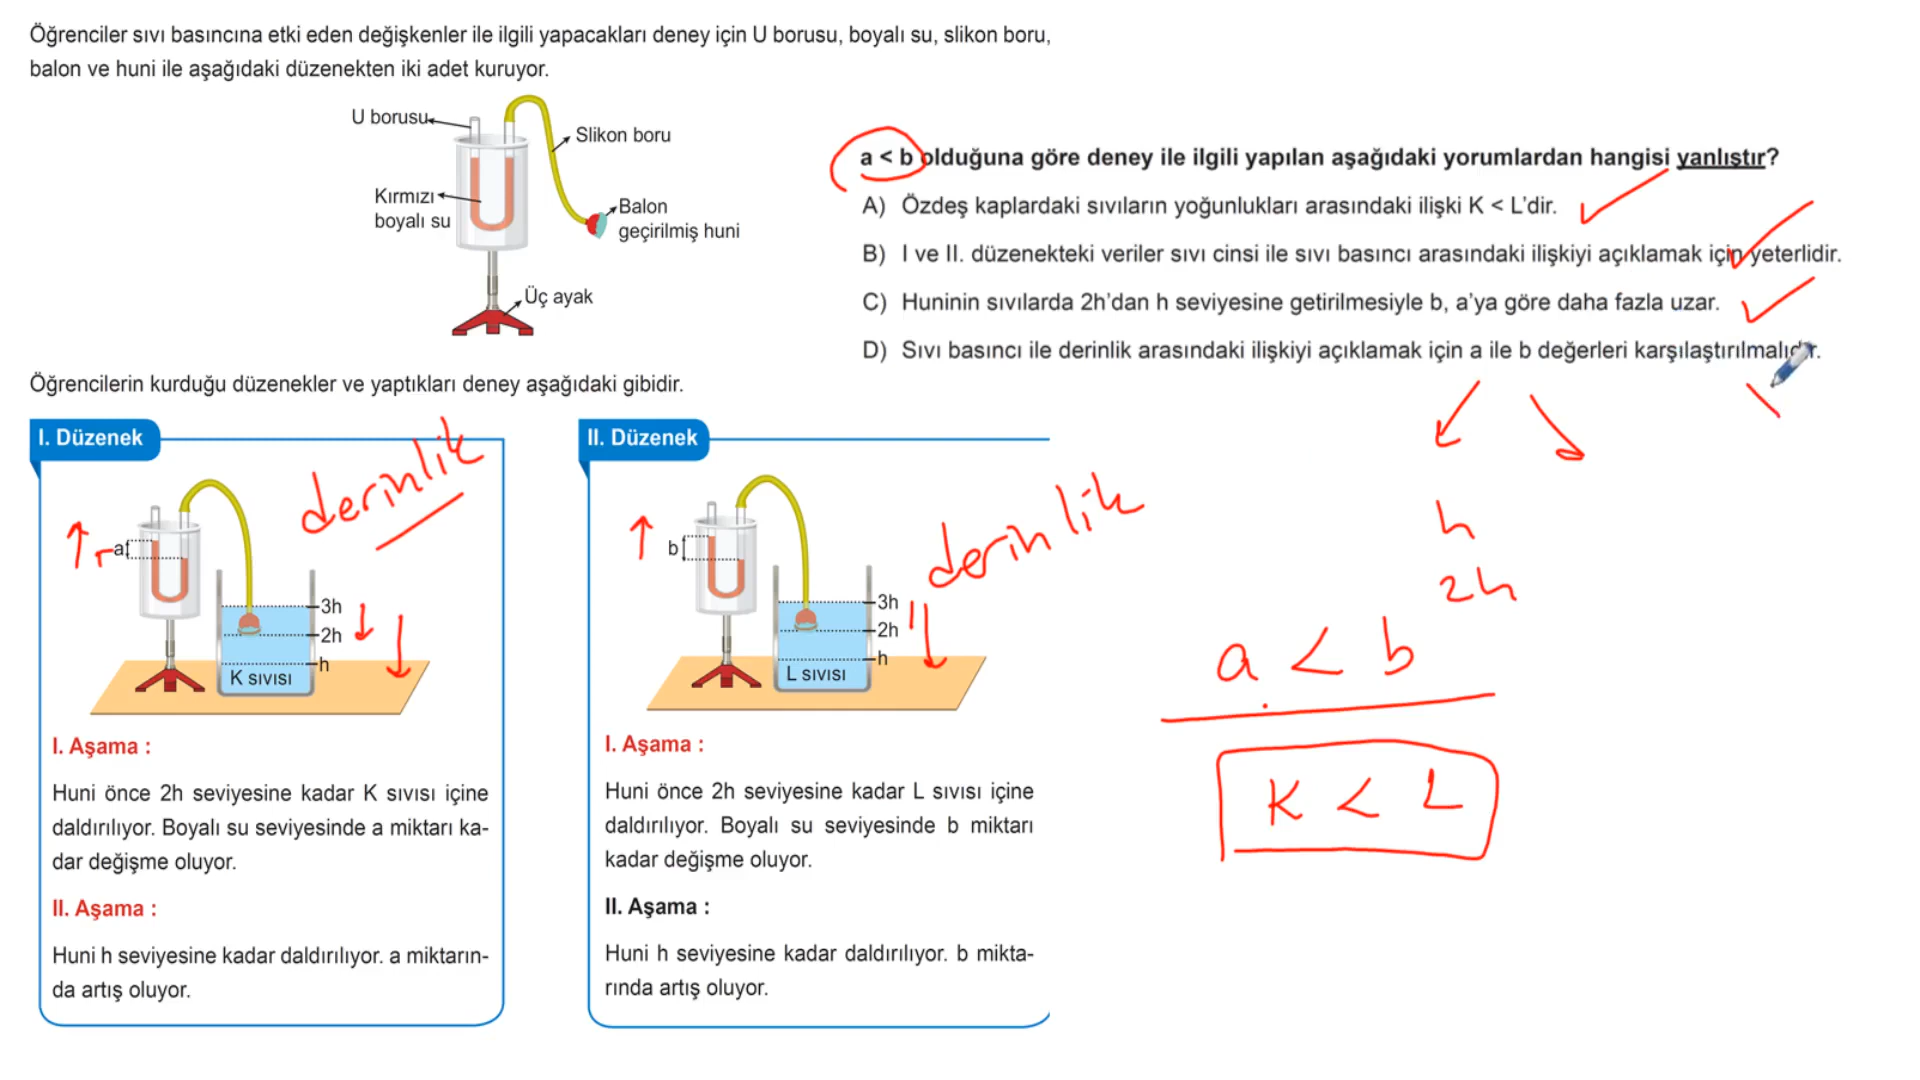 Öğrenciler sıvı basıncına etki eden değişkenler ile ilgili yapacakları deney için U borusu, boyalı su, slikon boru,
balon ve huni ile aşağıdaki düzenekten iki adet kuruyor.
U borusu
Slikon boru
Kırmızı
boyalı su
Balon
geçirilmiş huni
Üç ayak
Öğrencilerin kurduğu düzenekler ve yaptıkları deney aşağıdaki gibidir.
I. Düzenek
derinlik
a
3h
2h
h
K sıvısı
I. Aşama :
Huni önce 2h seviyesine kadar K sıvısı içine
daldırılıyor. Boyalı su seviyesinde a miktarı ka-
dar değişme oluyor.
II. Aşama :
Huni h seviyesine kadar daldırılıyor. a miktarın-
da artış oluyor.
II. Düzenek
derinlik
b
3h
2h
h
L sıvısı
I. Aşama :
Huni önce 2h seviyesine kadar L sıvısı içine
daldırılıyor. Boyalı su seviyesinde b miktarı
kadar değişme oluyor.
II. Aşama :
Huni h seviyesine kadar daldırılıyor. b mikta-
rında artış oluyor.
a < b olduğuna göre deney ile ilgili yapılan aşağıdaki yorumlardan hangisi yanlıştır?
A) Özdeş kaplardaki sıvıların yoğunlukları arasındaki ilişki K < L'dir.
B) I ve II. düzenekteki veriler sıvı cinsi ile sıvı basıncı arasındaki ilişkiyi açıklamak için yeterlidir.
C) Huninin sıvılarda 2h'dan h seviyesine getirilmesiyle b, a'ya göre daha fazla uzar.
D) Sıvı basıncı ile derinlik arasındaki ilişkiyi açıklamak için a ile b değerleri karşılaştırılmalıdır.
h
2h
a < b
K < L